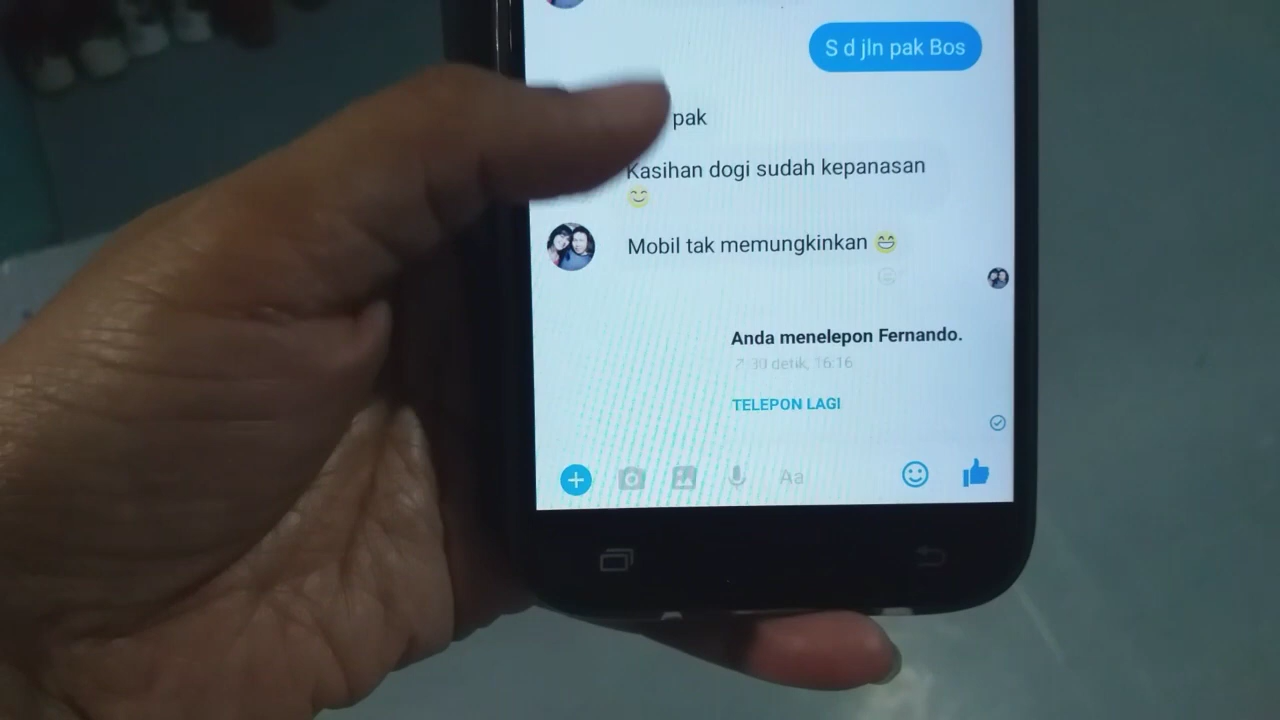 S d jln pak Bos
pak
Kasihan dogi sudah kepanasan
Mobil tak memungkinkan
Anda menelepon Fernando.
30 detik, 16:16
TELEPON LAGI
Aa